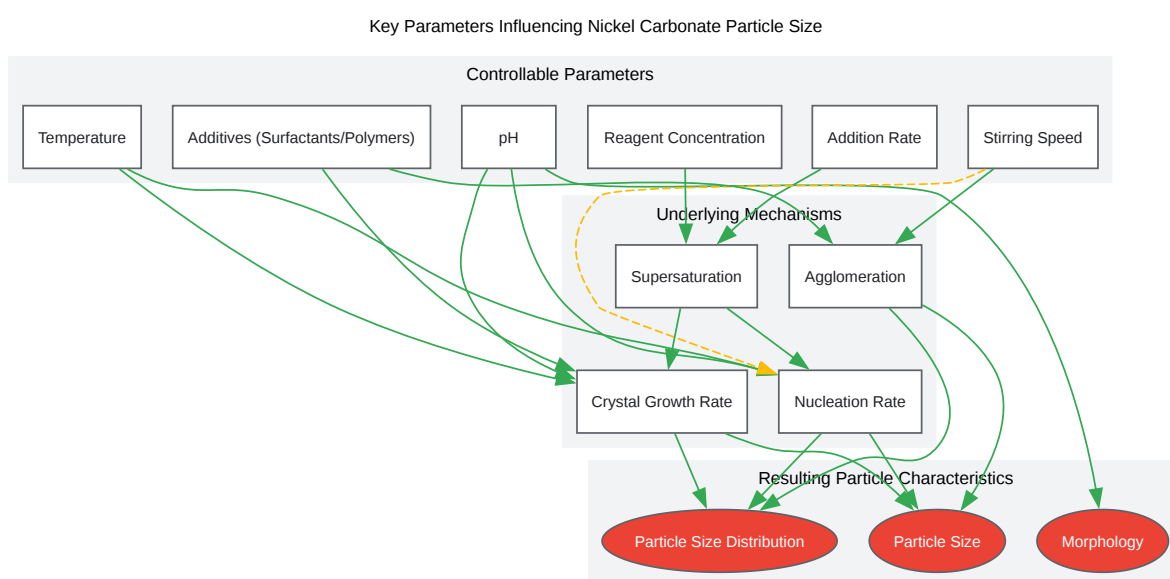 Key Parameters Influencing Nickel Carbonate Particle Size
Controllable Parameters
Temperature
Additives (Surfactants/Polymers)
pH
Reagent Concentration
Addition Rate
Stirring Speed
Underlying Mechanisms
Supersaturation
Agglomeration
Crystal Growth Rate
Nucleation Rate
Resulting Particle Characteristics
Particle Size Distribution
Particle Size
Morphology